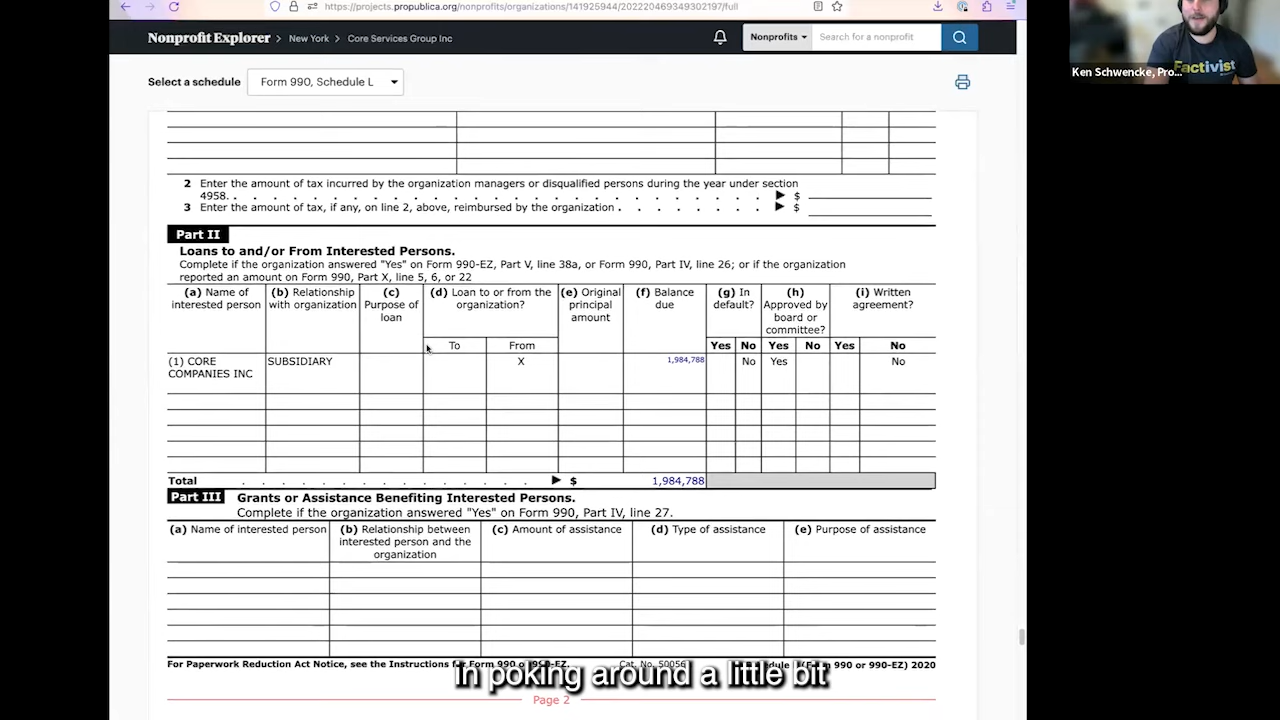 https://projects.propublica.org/nonprofits/organizations/141925944/202220469349302197/full
Nonprofit Explorer > New York > Core Services Group Inc
Nonprofits
Search for a nonprofit
Ken Schwencke, Pro...
Factivist
Select a schedule
Form 990, Schedule L
2 Enter the amount of tax incurred by the organization managers or disqualified persons during the year under section
4958. . . . . . . . . . . . . . . . . . . . . . . . . $
3 Enter the amount of tax, if any, on line 2, above, reimbursed by the organization . . . . . . . . $
Part II
Loans to and/or From Interested Persons.
Complete if the organization answered "Yes" on Form 990-EZ, Part V, line 38a, or Form 990, Part IV, line 26; or if the organization
reported an amount on Form 990, Part X, line 5, 6, or 22
(a) Name of
interested person
(b) Relationship
with organization
(c)
Purpose of
loan
(d) Loan to or from the
organization?
(e) Original
principal
amount
(f) Balance
due
(g) In
default?
(h)
Approved by
board or
committee?
(i) Written
agreement?
To From Yes No Yes No Yes No
(1) CORE
COMPANIES INC
SUBSIDIARY
X
1,984,788
No
Yes
No
Total . . . . . . . . . . . . . . $ 1,984,788
Part III
Grants or Assistance Benefiting Interested Persons.
Complete if the organization answered "Yes" on Form 990, Part IV, line 27.
(a) Name of interested person
(b) Relationship between
interested person and the
organization
(c) Amount of assistance
(d) Type of assistance
(e) Purpose of assistance
For Paperwork Reduction Act Notice, see the Instructions for Form 990 or 990-EZ. Cat. No. 50056 (Form 990 or 990-EZ) 2020
in poking around a little bit
Page 2